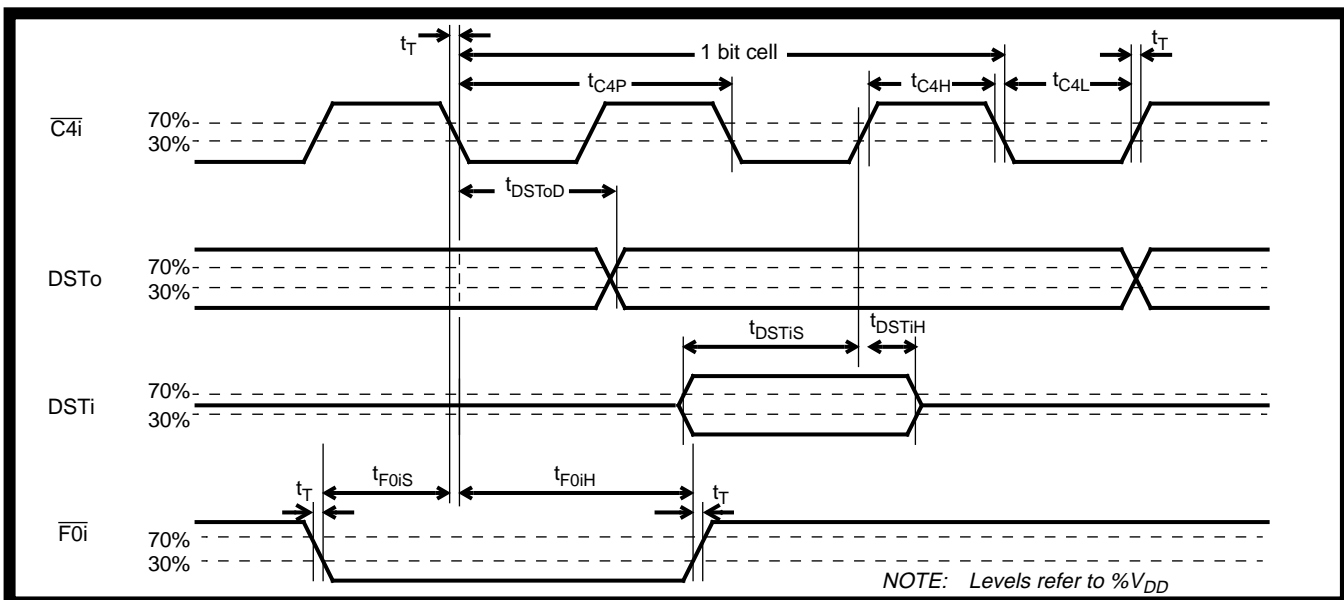 tT
1 bit cell
tT
tC4P
tC4H
tC4L
C4i
70%
30%
tDSToD
DSTo
70%
30%
tDSTiS
tDSTiH
DSTi
70%
30%
tF0iS
tF0iH
tT
tT
F0i
70%
30%
NOTE: Levels refer to %VDD